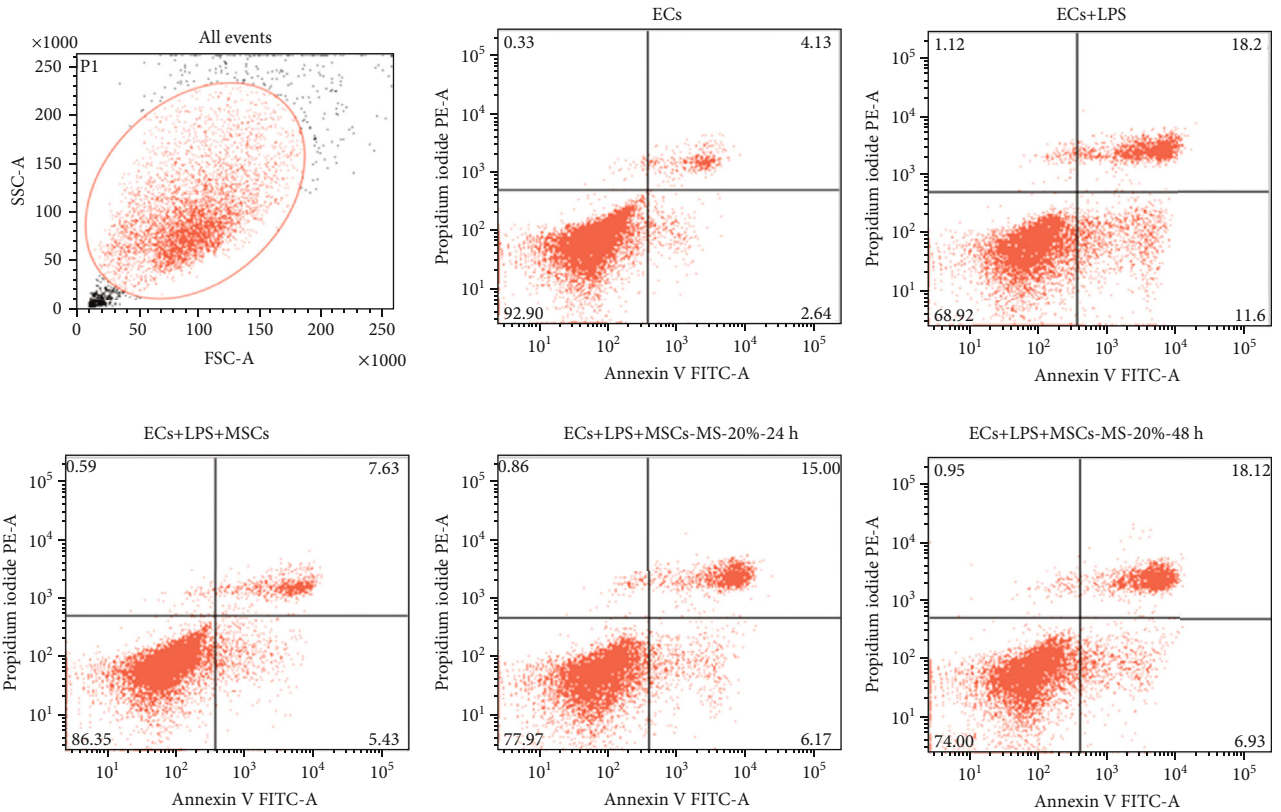 All events
×1000
P1
250
200
150
100
50
0
SSC-A
0 50 100 150 200 250
FSC-A
×1000
ECs
0.33 4.13
10^5
10^4
10^3
10^2
10^1
Propidium iodide PE-A
92.90 2.64
10^1 10^2 10^3 10^4 10^5
Annexin V FITC-A
ECs+LPS
1.12 18.2
10^5
10^4
10^3
10^2
10^1
Propidium iodide PE-A
68.92 11.6
10^1 10^2 10^3 10^4 10^5
Annexin V FITC-A
ECs+LPS+MSCs
0.59 7.63
10^5
10^4
10^3
10^2
10^1
Propidium iodide PE-A
86.35 5.43
10^1 10^2 10^3 10^4 10^5
Annexin V FITC-A
ECs+LPS+MSCs-MS-20%-24 h
0.86 15.00
10^5
10^4
10^3
10^2
10^1
Propidium iodide PE-A
77.97 6.17
10^1 10^2 10^3 10^4 10^5
Annexin V FITC-A
ECs+LPS+MSCs-MS-20%-48 h
0.95 18.12
10^5
10^4
10^3
10^2
10^1
Propidium iodide PE-A
74.00 6.93
10^1 10^2 10^3 10^4 10^5
Annexin V FITC-A